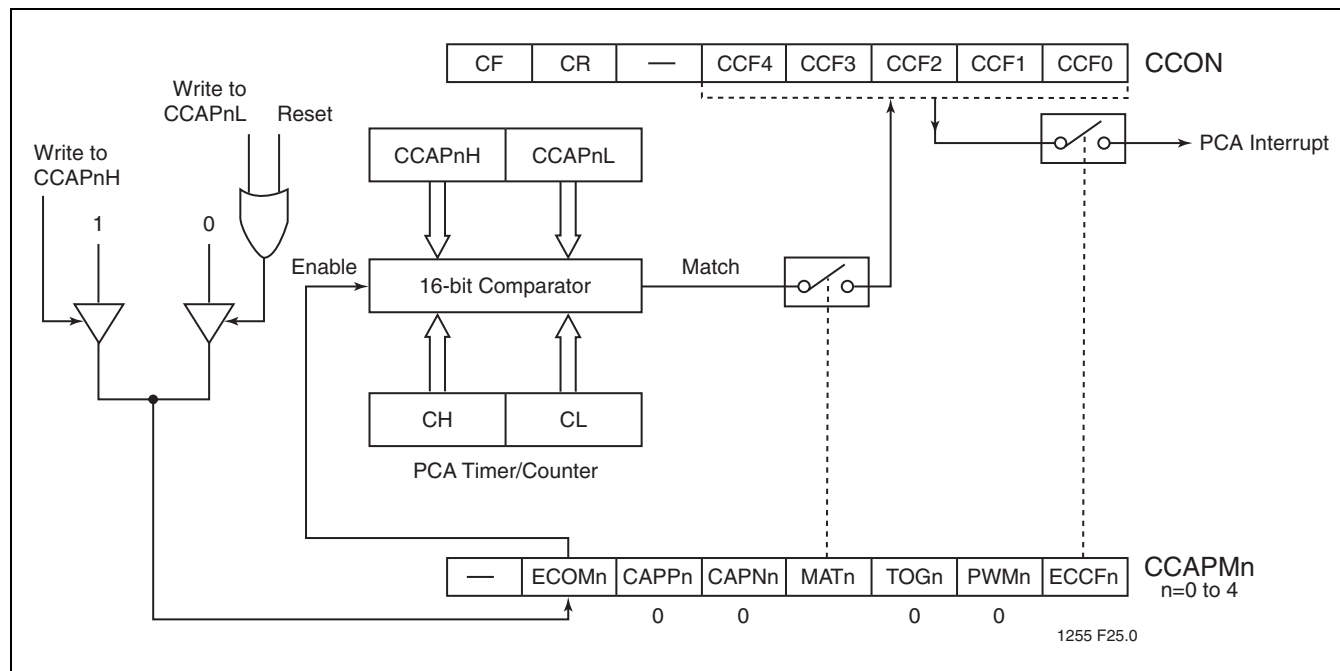 CF CR — CCF4 CCF3 CCF2 CCF1 CCF0 CCON
Write to
CCAPnL
Reset
Write to
CCAPnH
CCAPnH CCAPnL
PCA Interrupt
1 0
Enable
16-bit Comparator
Match
CH CL
PCA Timer/Counter
— ECOMn CAPPn CAPNn MATn TOGn PWMn ECCFn CCAPMn
n=0 to 4
0 0 0 0
1255 F25.0